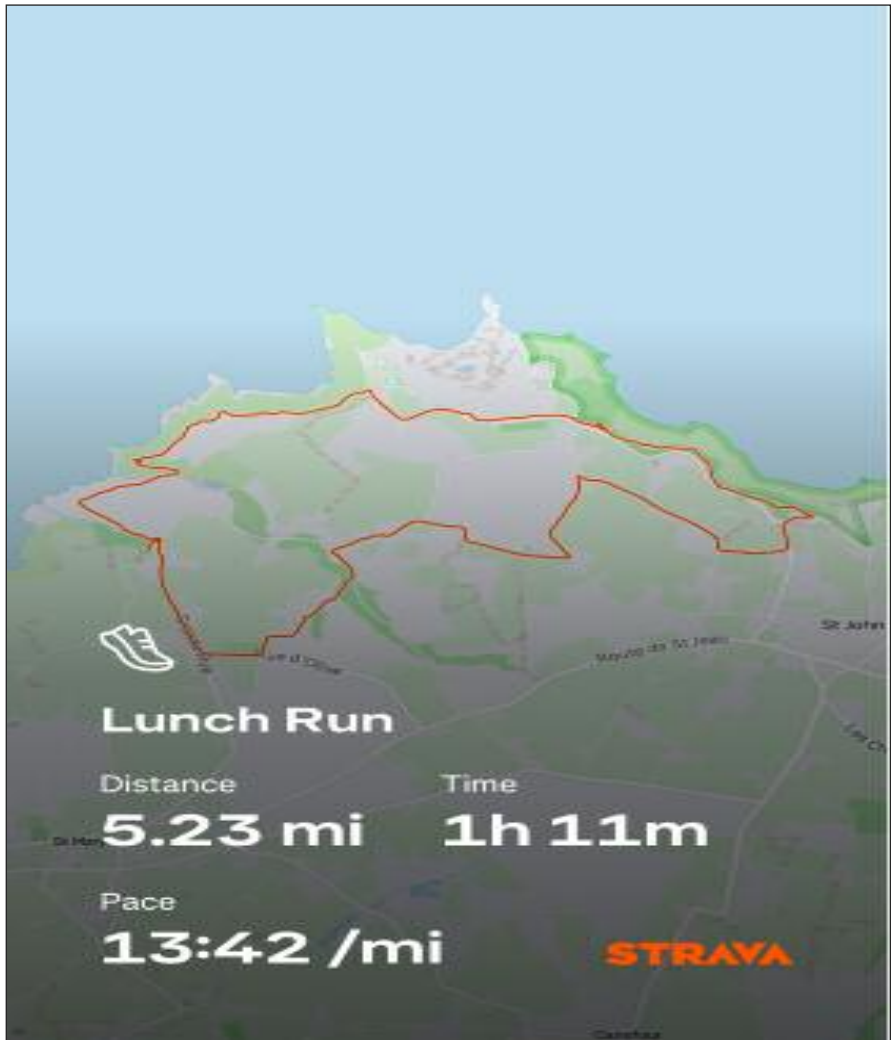 St John
Route de St Jean
Lunch Run
Distance
Time
5.23 mi
1h 11m
Pace
13:42 /mi
STRAVA